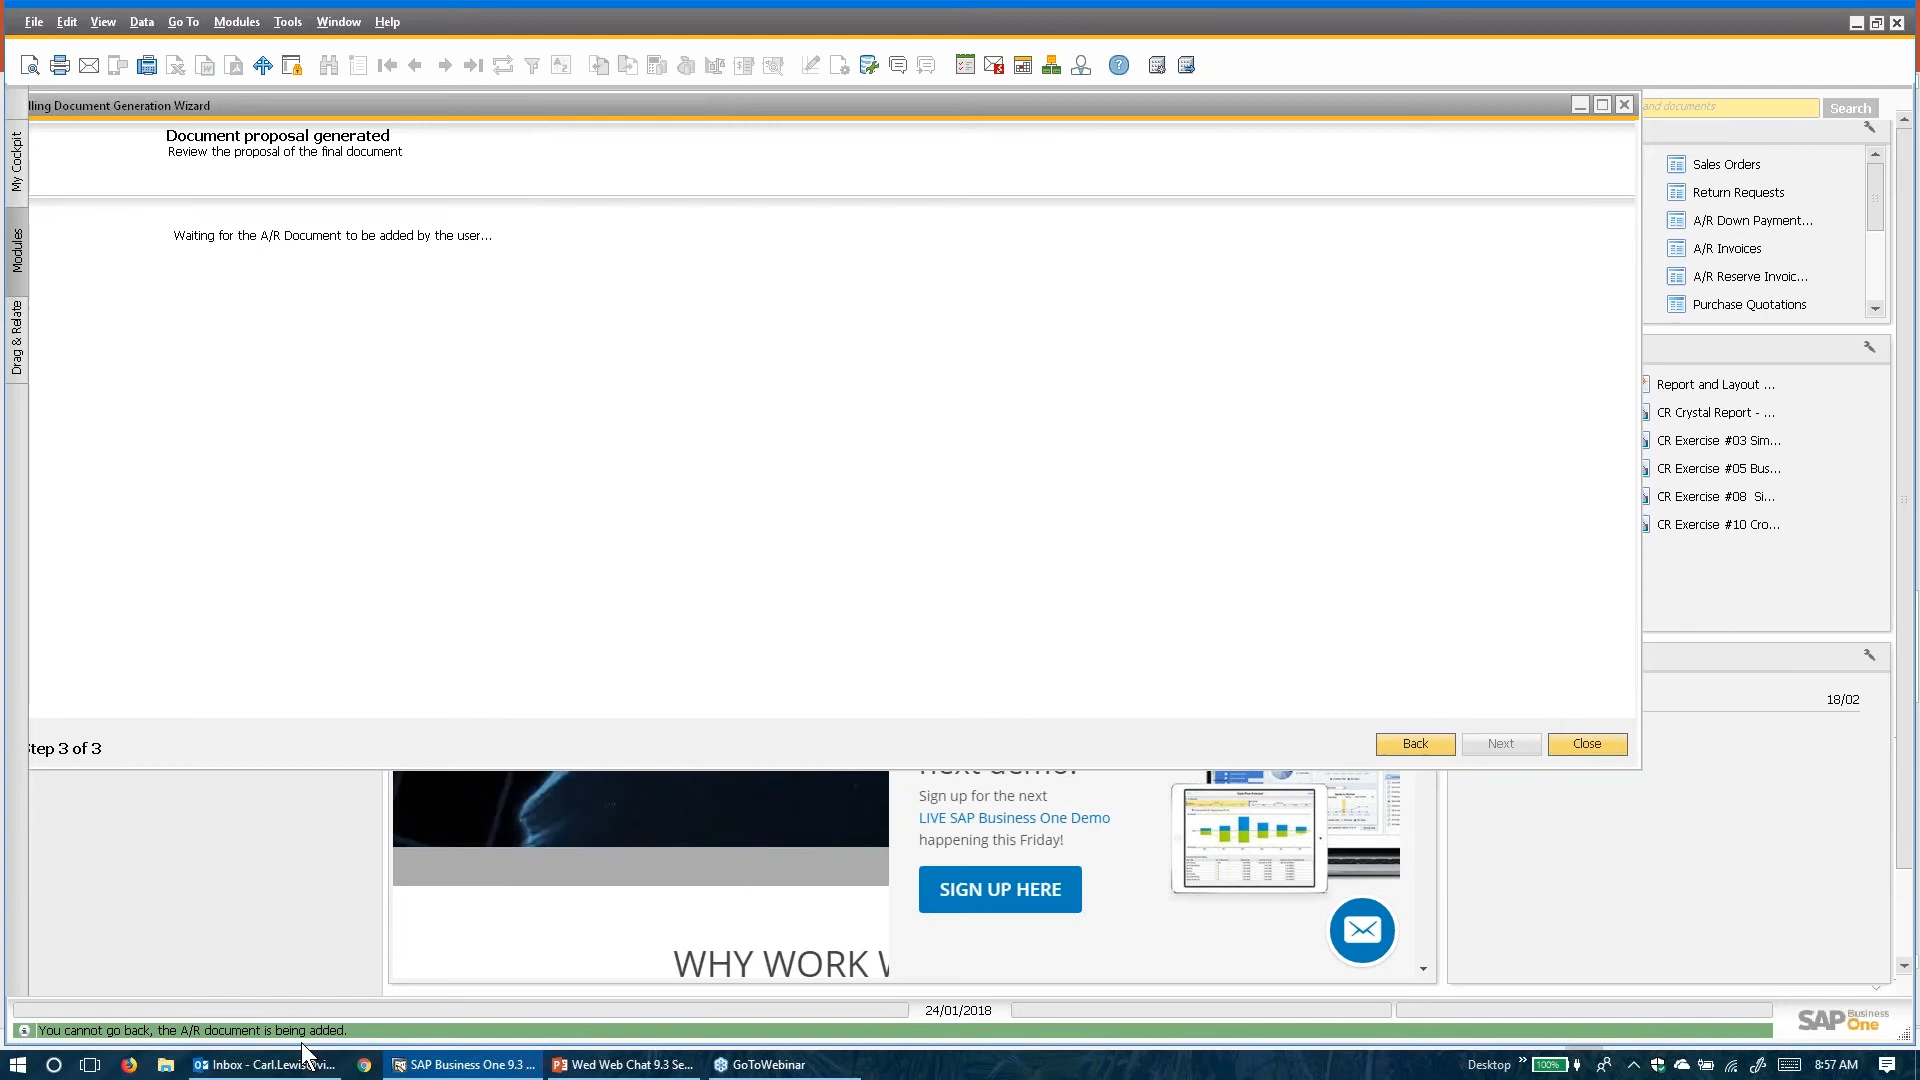 File Edit View Data Go To Modules Tools Window Help
lling Document Generation Wizard
and documents
Search
Document proposal generated
Review the proposal of the final document
Waiting for the A/R Document to be added by the user...
My Cockpit
Modules
Drag & Relate
Sales Orders
Return Requests
A/R Down Payment...
A/R Invoices
A/R Reserve Invoic...
Purchase Quotations
Report and Layout ...
CR Crystal Report - ...
CR Exercise #03 Sim...
CR Exercise #05 Bus...
CR Exercise #08 Si...
CR Exercise #10 Cro...
18/02
Step 3 of 3
Back
Next
Close
next demo!
Sign up for the next
LIVE SAP Business One Demo
happening this Friday!
SIGN UP HERE
WHY WORK W
24/01/2018
SAP Business One
You cannot go back, the A/R document is being added.
Inbox - Carl.Lewis
SAP Business One 9.3 ...
Wed Web Chat 9.3 Se...
GoToWebinar
Desktop
100%
8:57 AM